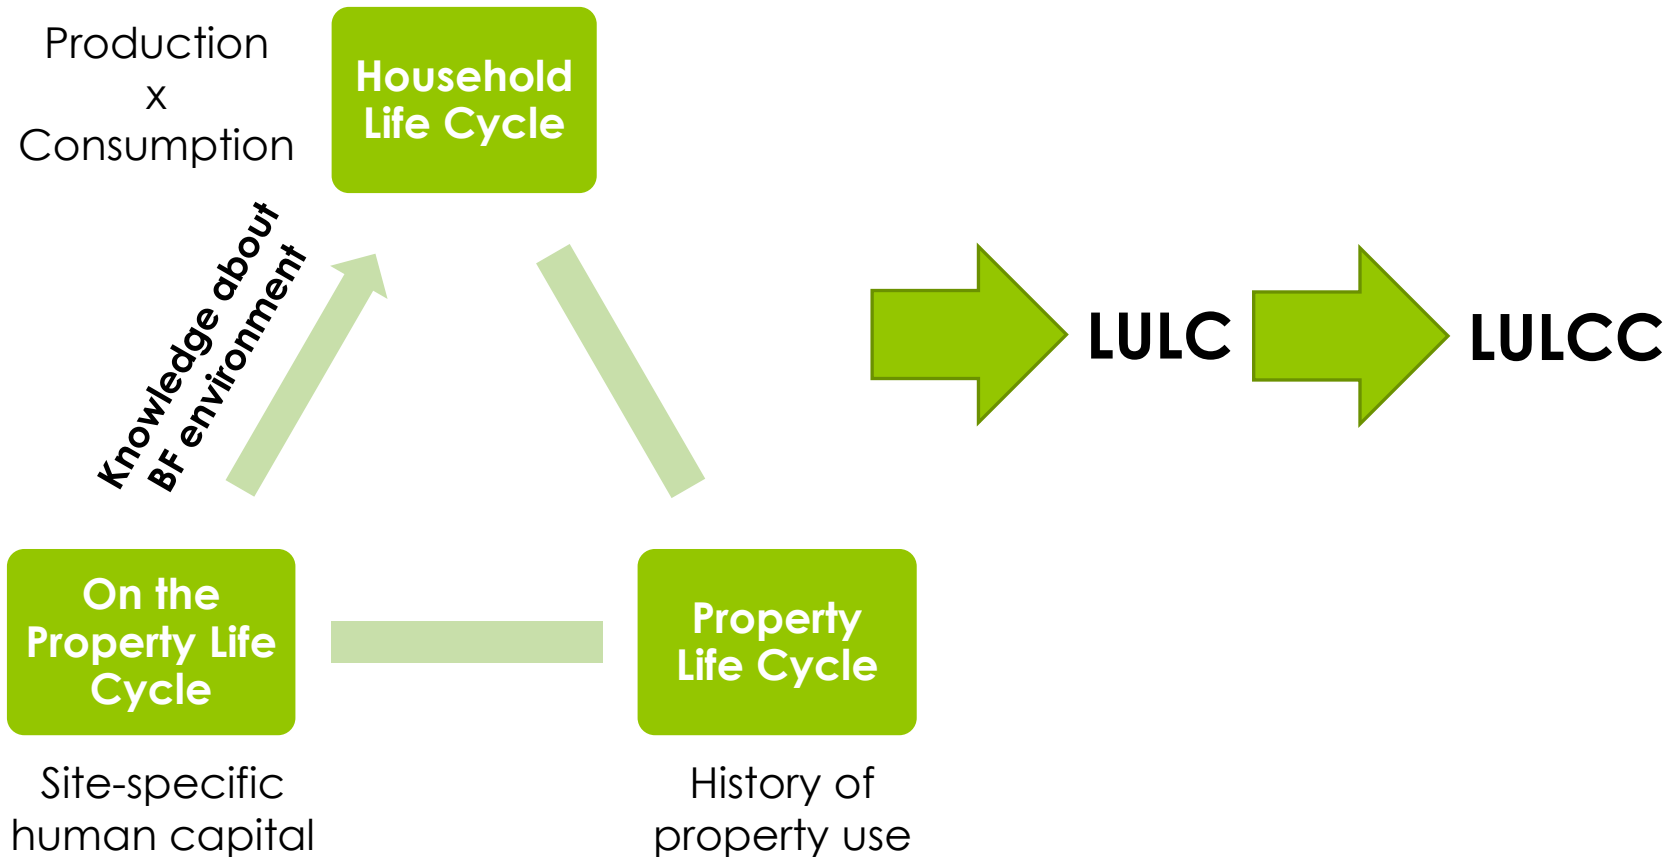 Production
x
Consumption
Household
Life Cycle
Knowledge about
BF environment
LULC
LULCC
On the
Property Life
Cycle
Property
Life Cycle
Site-specific
human capital
History of
property use